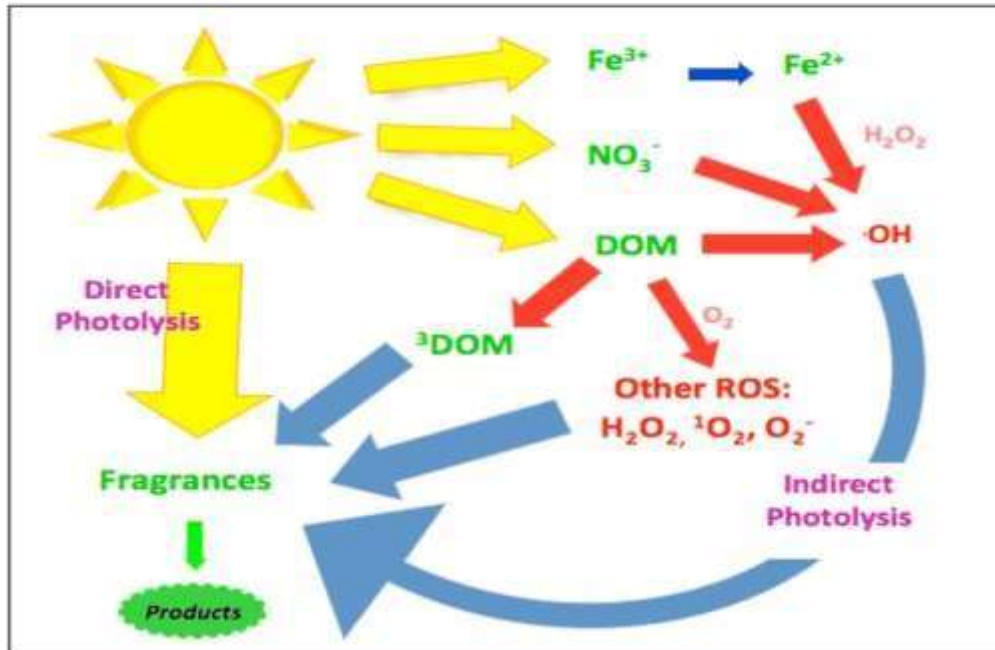 Fe³⁺
Fe²⁺
H₂O₂
NO₃⁻
DOM
·OH
Direct
Photolysis
O₂
³DOM
Other ROS:
H₂O₂, ¹O₂, O₂⁻
Fragrances
Indirect
Photolysis
Products